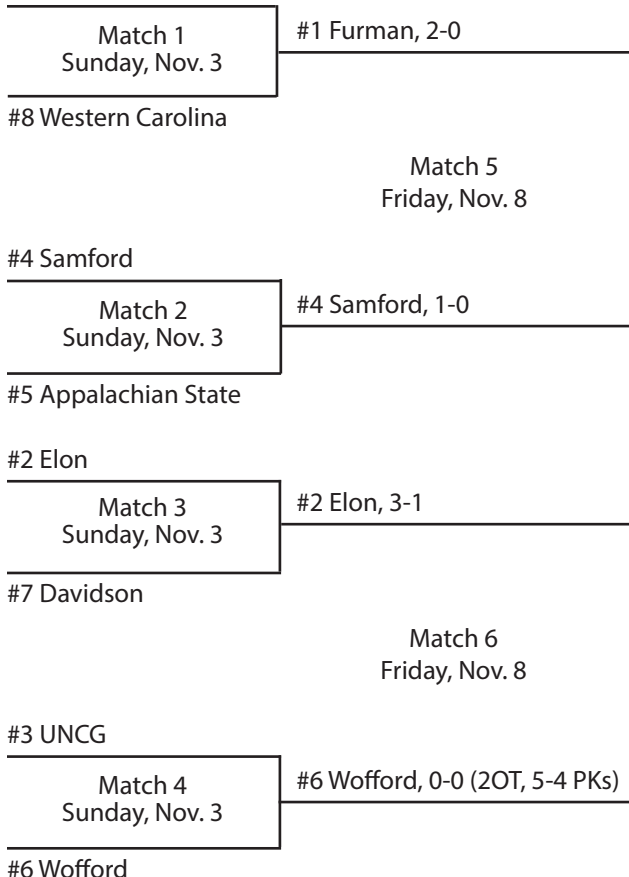 Match 1
Sunday, Nov. 3
#1 Furman, 2-0
#8 Western Carolina
Match 5
Friday, Nov. 8
#4 Samford
Match 2
Sunday, Nov. 3
#4 Samford, 1-0
#5 Appalachian State
#2 Elon
Match 3
Sunday, Nov. 3
#2 Elon, 3-1
#7 Davidson
Match 6
Friday, Nov. 8
#3 UNCG
Match 4
Sunday, Nov. 3
#6 Wofford, 0-0 (2OT, 5-4 PKs)
#6 Wofford